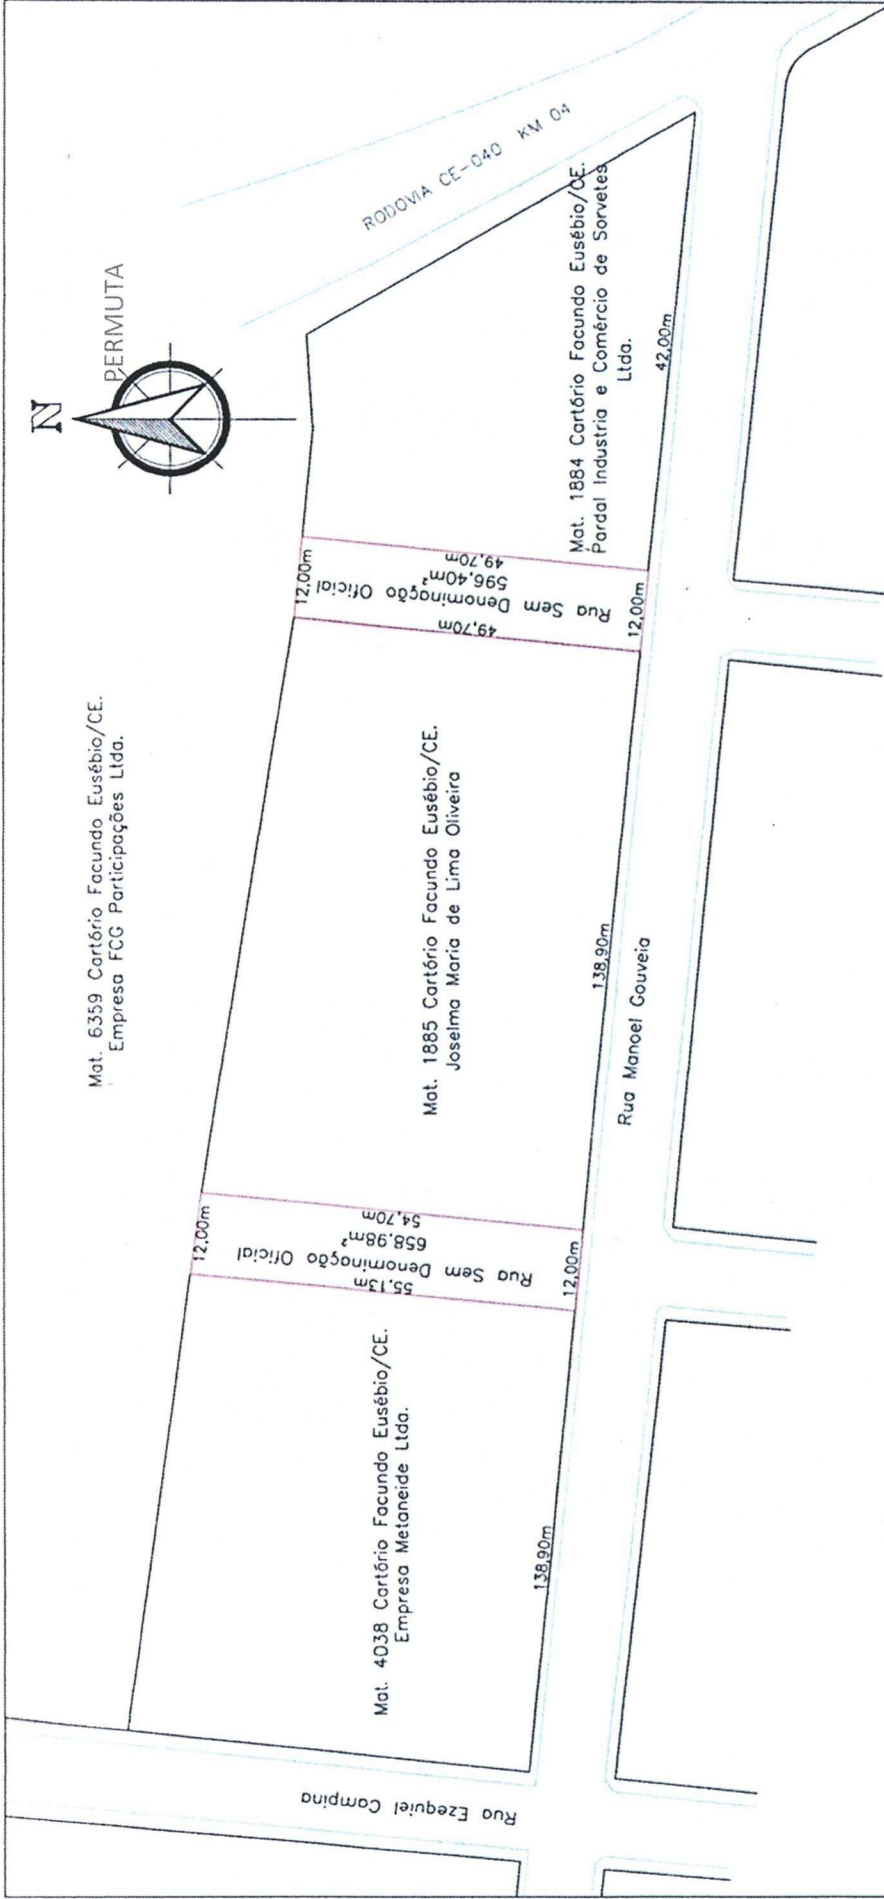 N
PERMUTA
RODOVIA CE-040 KM 04
Mat. 6359 Cartório Facundo Eusébio/CE.
Empresa FCG Participações Ltda.
12,00m
49,70m
Rua Sem Denominação Oficial
596,40m²
49,70m
12,00m
Mat. 1884 Cartório Facundo Eusébio/CE.
Pardal Industria e Comércio de Sorvetes
Ltda.
42,00m
Mat. 1885 Cartório Facundo Eusébio/CE.
Joselma Maria de Lima Oliveira
138,90m
Rua Manoel Gouveia
12,00m
55,13m
Rua Sem Denominação Oficial
658,98m²
54,70m
12,00m
Mat. 4038 Cartório Facundo Eusébio/CE.
Empresa Metaneide Ltda.
138,90m
Rua Ezequiel Campina